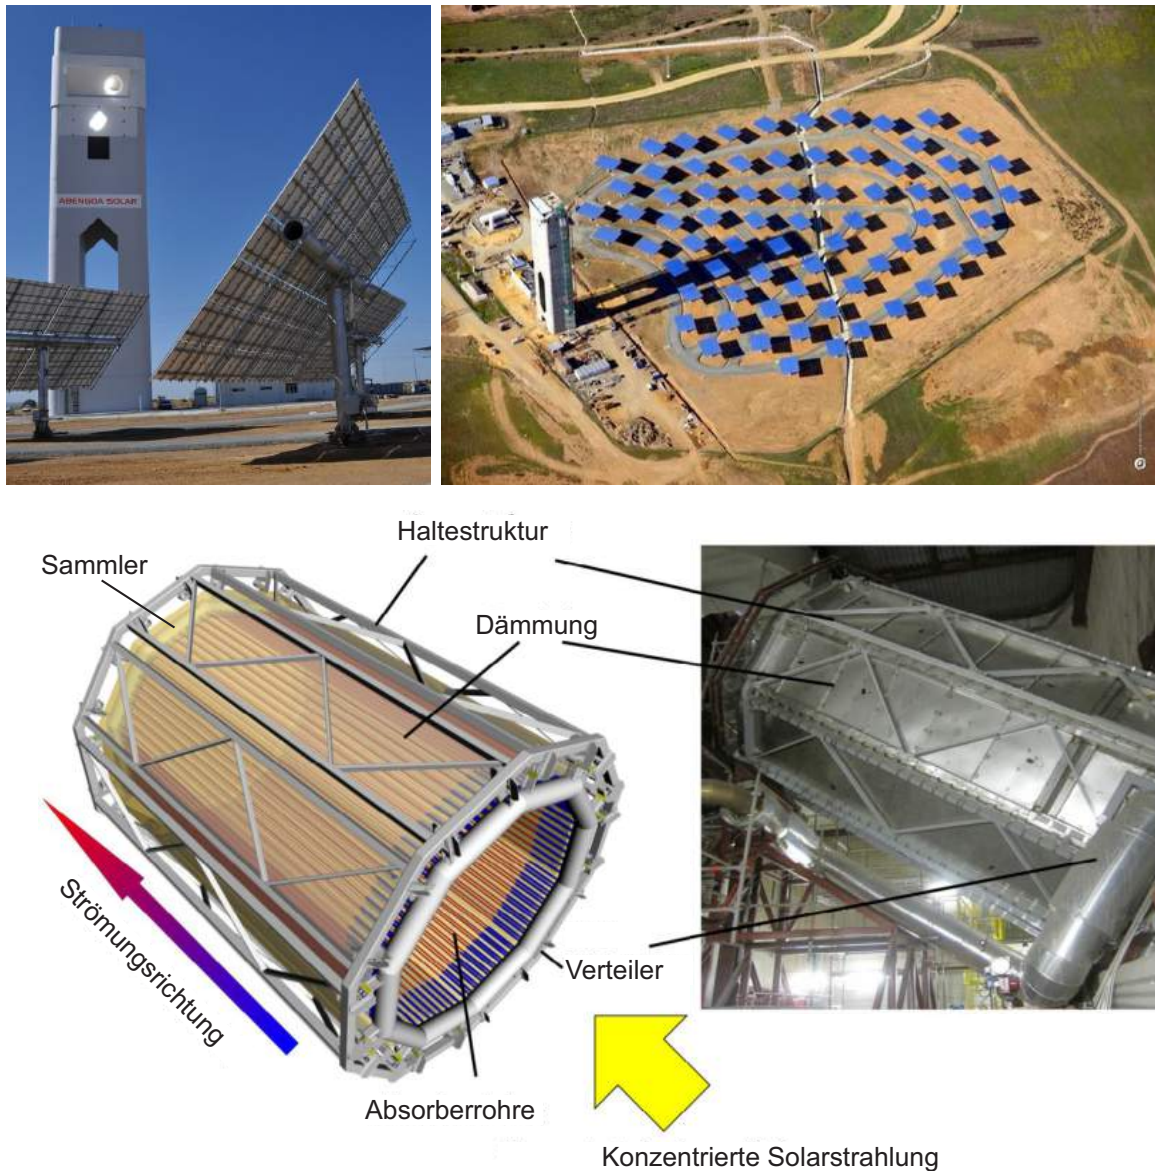 ABENGOA SOLAR
Haltestruktur
Sammler
Dämmung
Strömungsrichtung
Verteiler
Absorberrohre
Konzentrierte Solarstrahlung